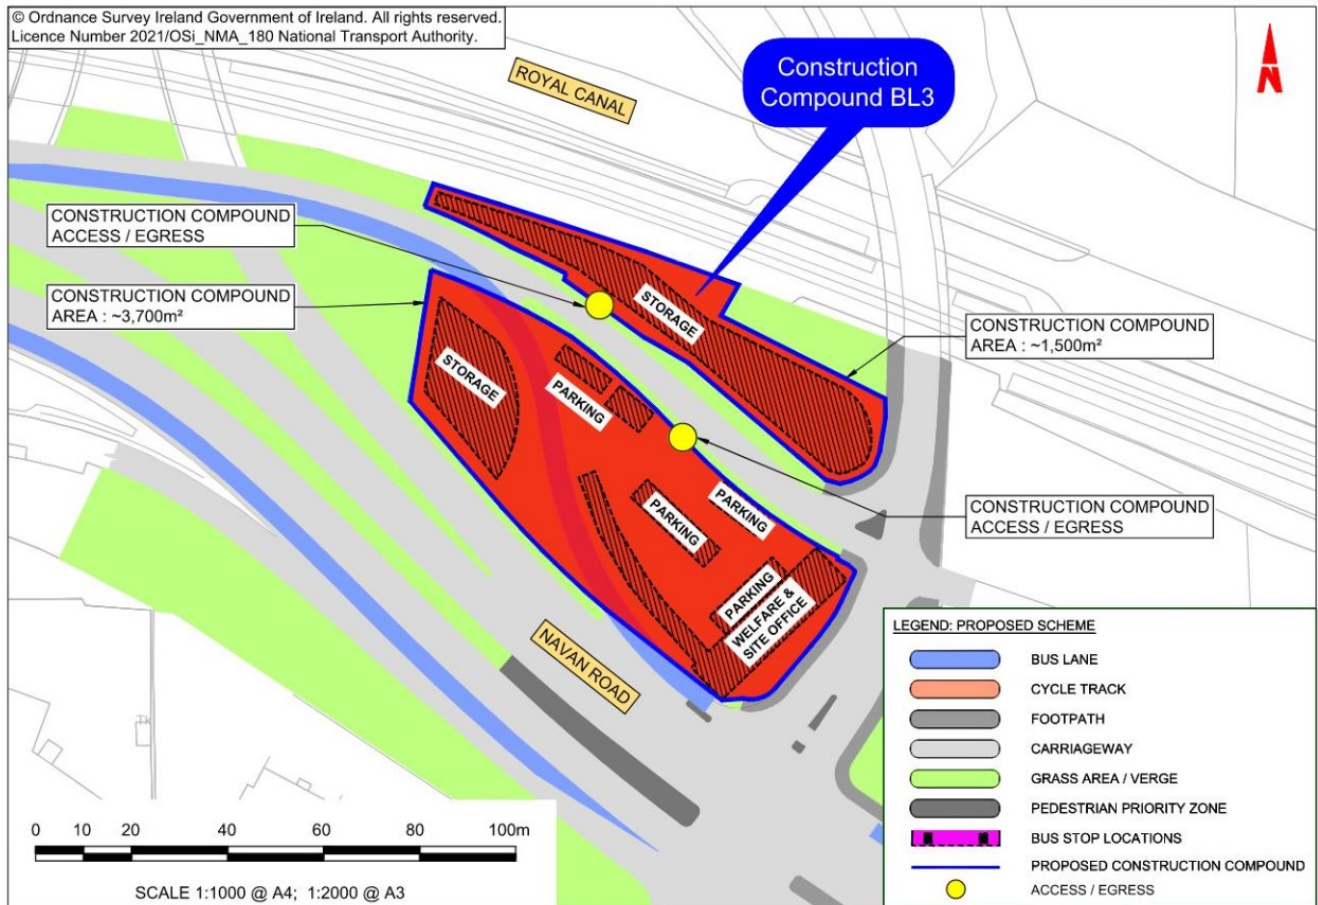 © Ordnance Survey Ireland Government of Ireland. All rights reserved.
Licence Number 2021/OSi_NMA_180 National Transport Authority.
ROYAL CANAL
Construction
Compound BL3
N
CONSTRUCTION COMPOUND
ACCESS / EGRESS
CONSTRUCTION COMPOUND
AREA : ~3,700m²
STORAGE
CONSTRUCTION COMPOUND
AREA : ~1,500m²
STORAGE
PARKING
PARKING
PARKING
CONSTRUCTION COMPOUND
ACCESS / EGRESS
PARKING
WELFARE &
SITE OFFICE
NAVAN ROAD
Tk
LEGEND: PROPOSED SCHEME
BUS LANE
CYCLE TRACK
FOOTPATH
CARRIAGEWAY
GRASS AREA / VERGE
PEDESTRIAN PRIORITY ZONE
BUS STOP LOCATIONS
PROPOSED CONSTRUCTION COMPOUND
ACCESS / EGRESS
0 10 20 40 60 80 100m
SCALE 1:1000 @ A4; 1:2000 @ A3